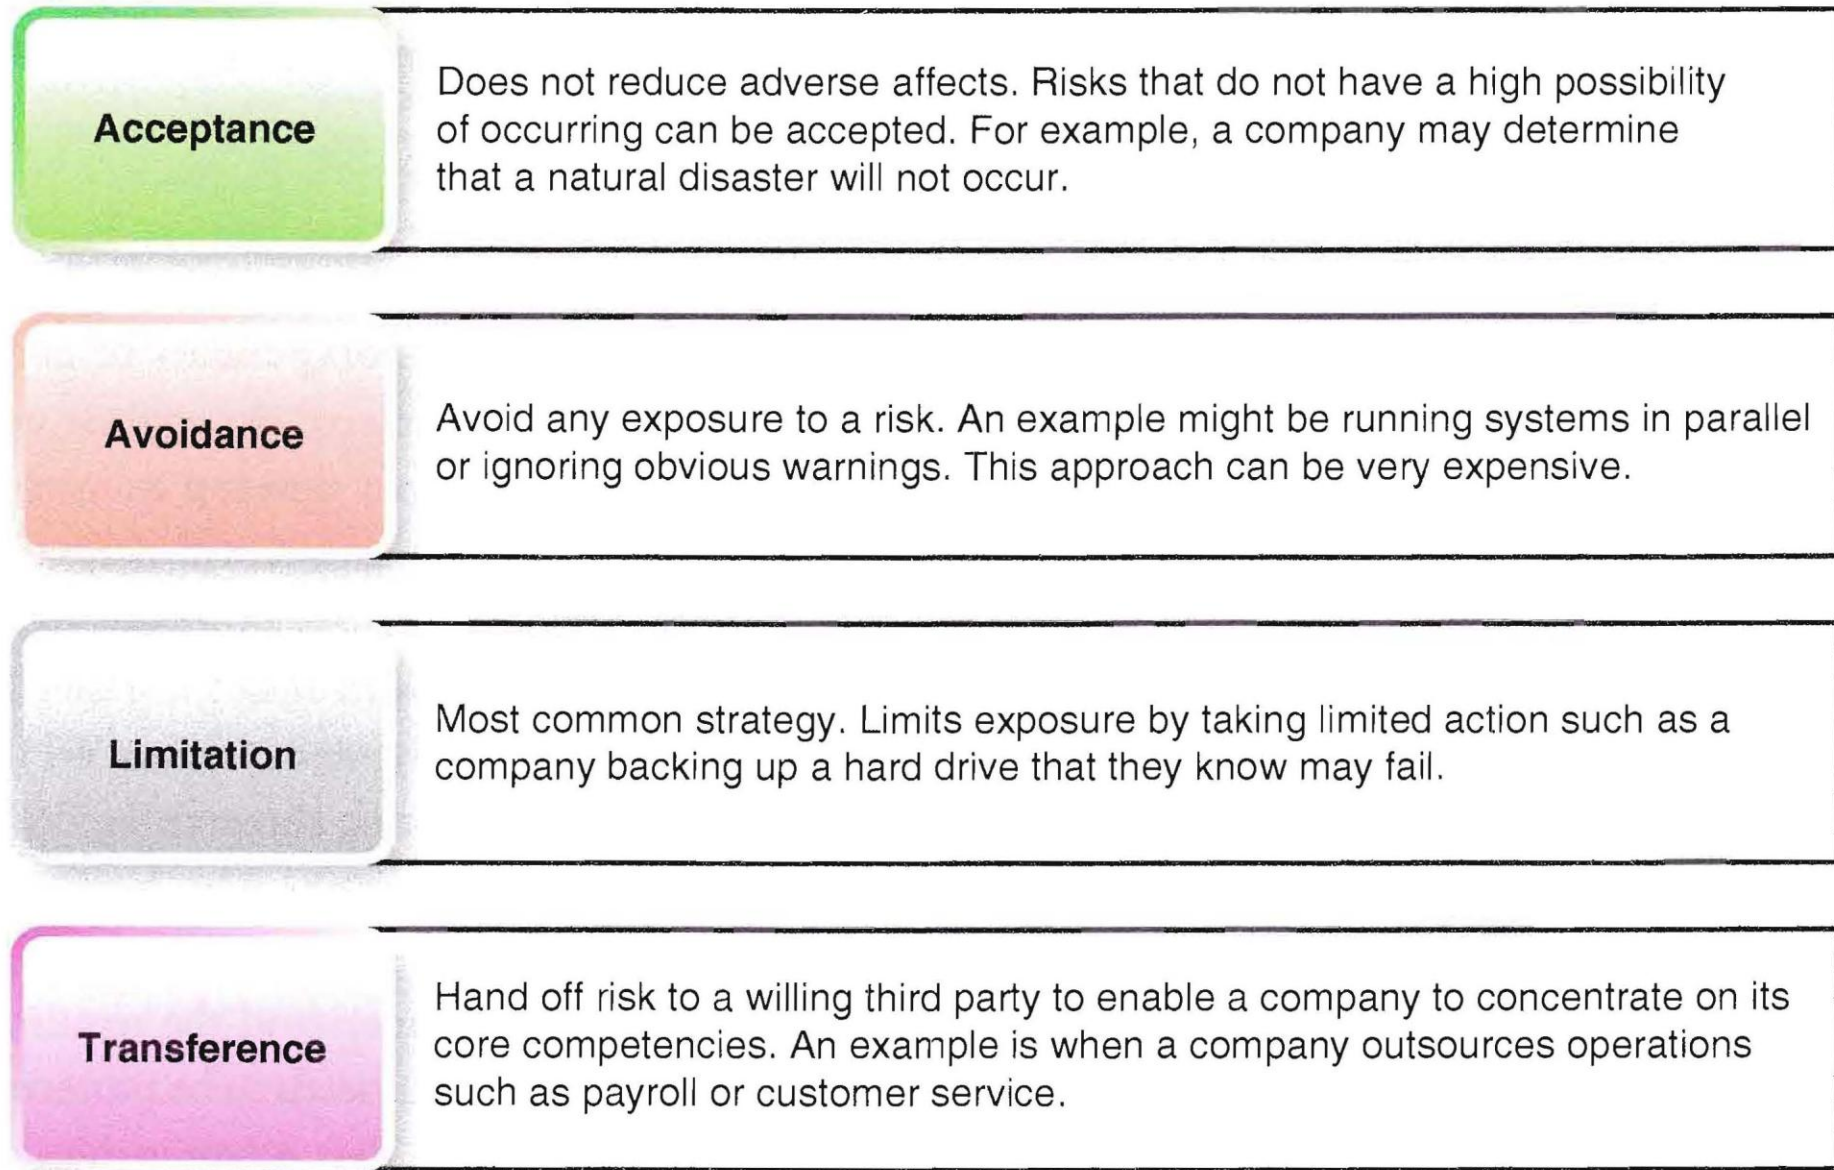 Acceptance
Does not reduce adverse affects. Risks that do not have a high possibility
of occurring can be accepted. For example, a company may determine
that a natural disaster will not occur.
Avoidance
Avoid any exposure to a risk. An example might be running systems in parallel
or ignoring obvious warnings. This approach can be very expensive.
Limitation
Most common strategy. Limits exposure by taking limited action such as a
company backing up a hard drive that they know may fail.
Transference
Hand off risk to a willing third party to enable a company to concentrate on its
core competencies. An example is when a company outsources operations
such as payroll or customer service.